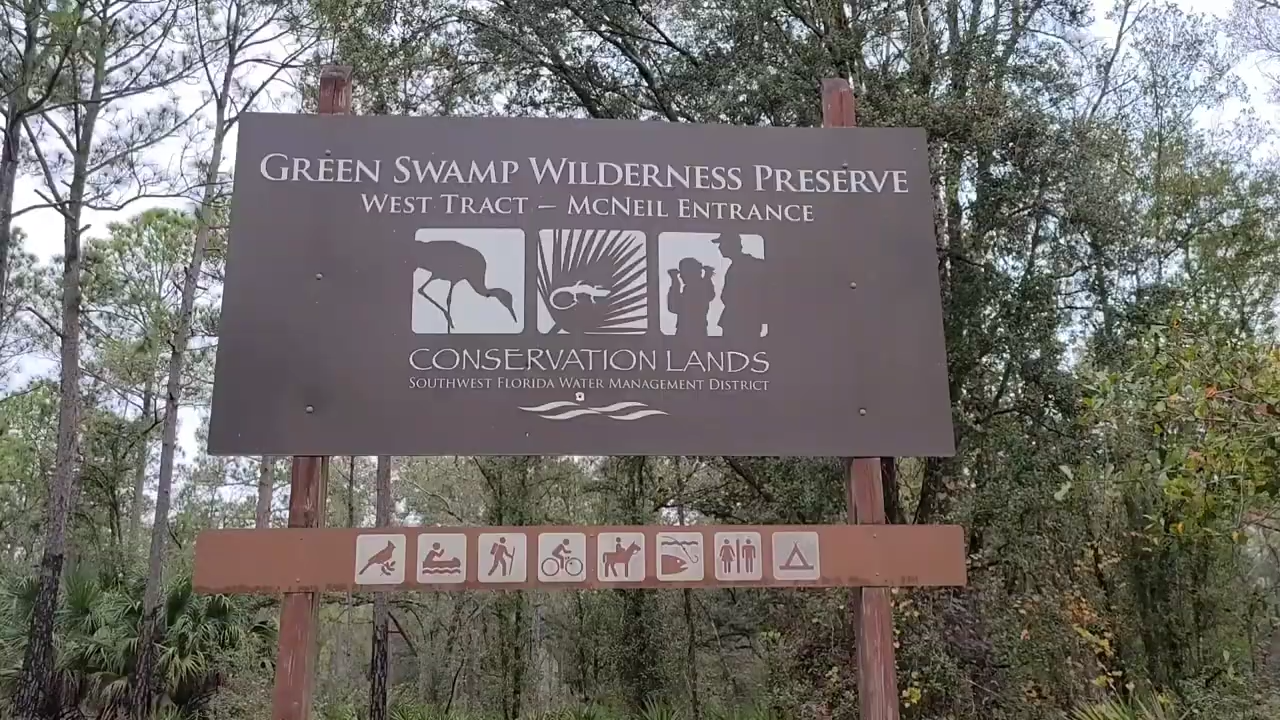 Green Swamp Wilderness Preserve
West Tract – McNeil Entrance
CONSERVATION LANDS
Southwest Florida Water Management District